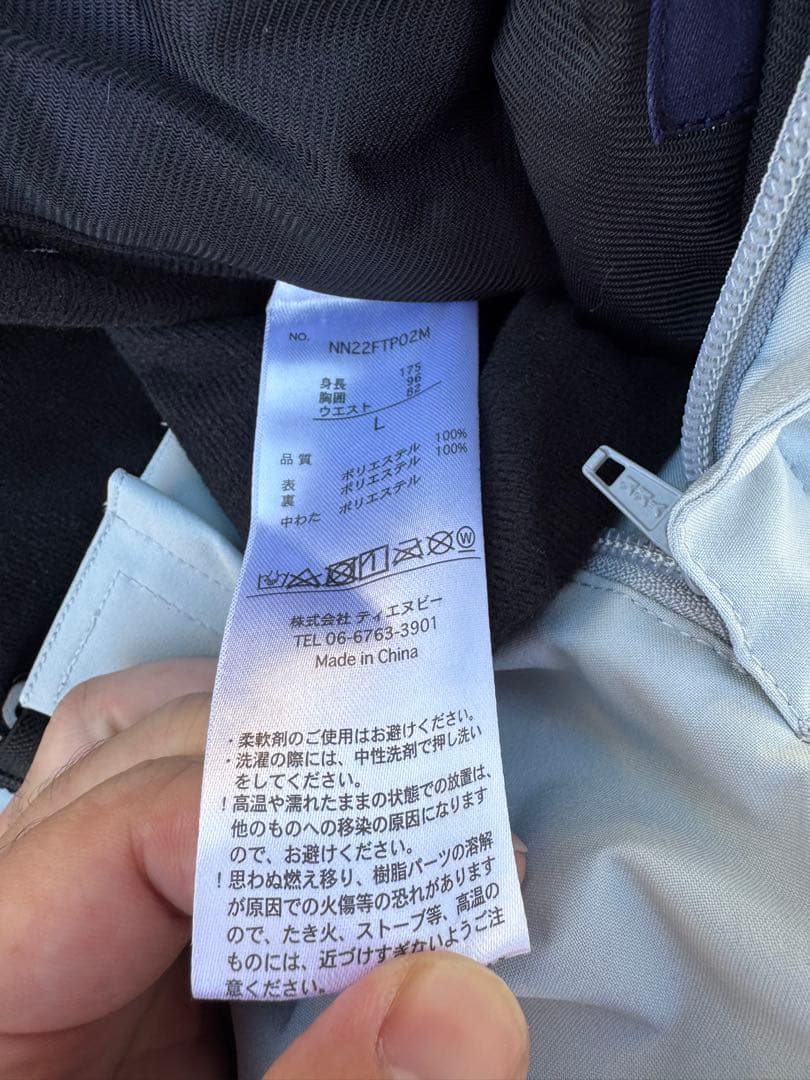 NO. NN22FTP02M
身長 175
胸囲 96
ウエスト 82
L
品質
表 ポリエステル 100%
裏 ポリエステル 100%
中わた ポリエステル
W
株式会社 ティエヌビー
TEL 06-6763-3901
Made in China
・柔軟剤のご使用はお避けください。
・洗濯の際には、中性洗剤で押し洗い
をしてください。
！高温や濡れたままの状態での放置は、
他のものへの移染の原因になります
ので、お避けください。
！思わぬ燃え移り、樹脂パーツの溶解
が原因での火傷等の恐れがあります
ので、たき火、ストーブ等、高温の
ものには、近づけすぎないようご注
意ください。